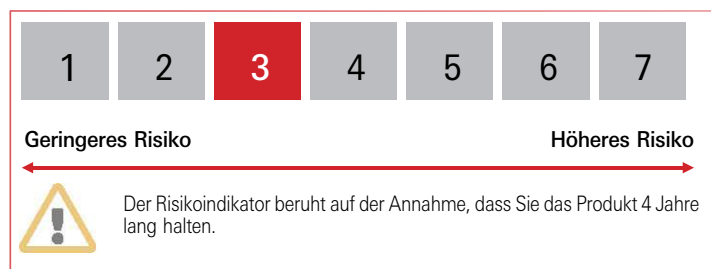 1 2 3 4 5 6 7
Geringeres Risiko Höheres Risiko
Der Risikoindikator beruht auf der Annahme, dass Sie das Produkt 4 Jahre
lang halten.